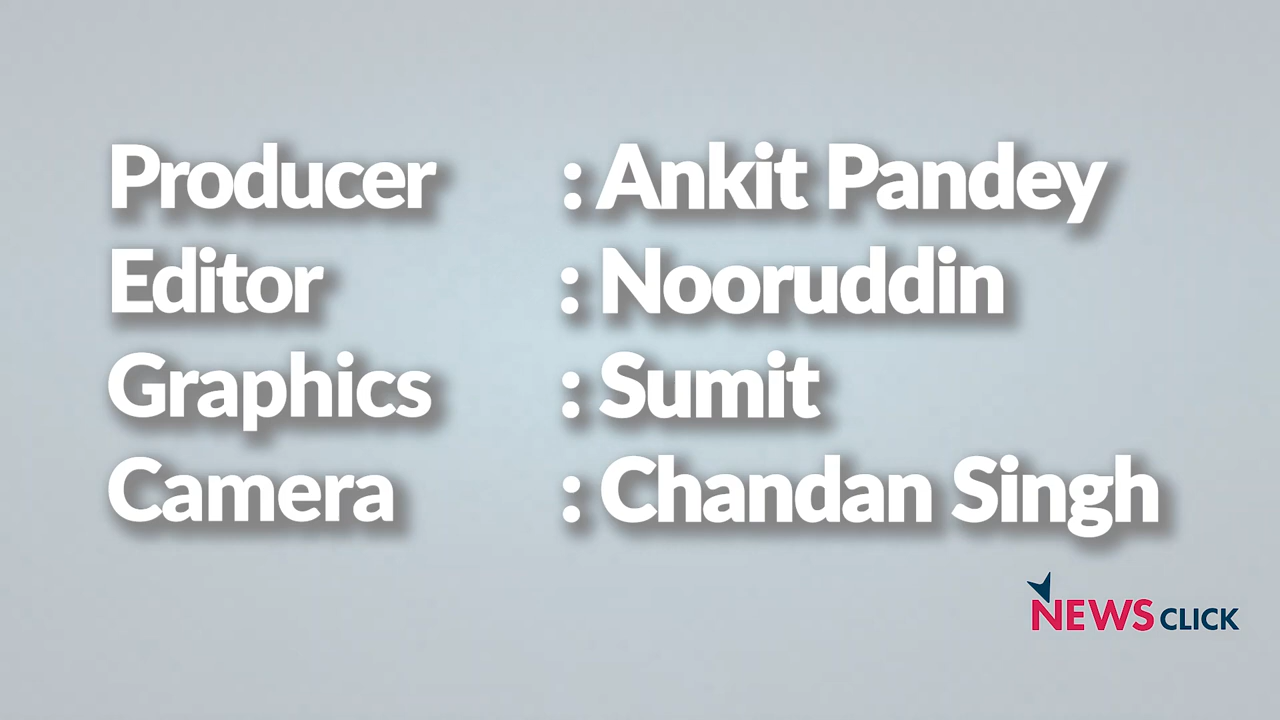 Producer : Ankit Pandey
Editor : Nooruddin
Graphics : Sumit
Camera : Chandan Singh
NEWS CLICK